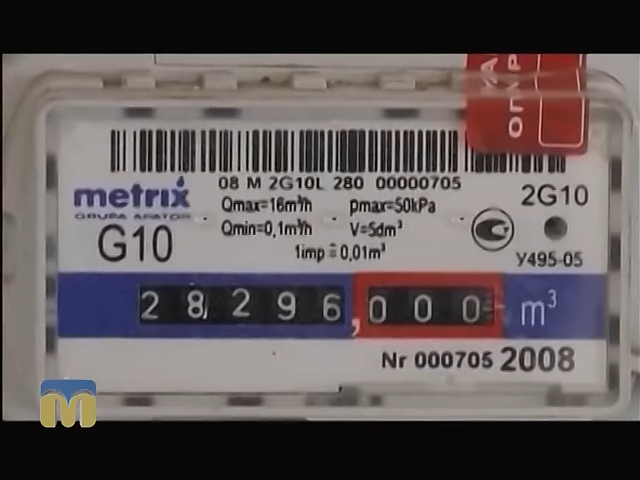 08 M 2G10L 280 00000705
metrix
GRUPA APATOR
G10
Qmax=16m³/h pmax=50kPa
Qmin=0,1m³/h V=5dm³
1imp ≙ 0,01m³
2G10
У495-05
28296,000 m³
Nr 000705 2008
M